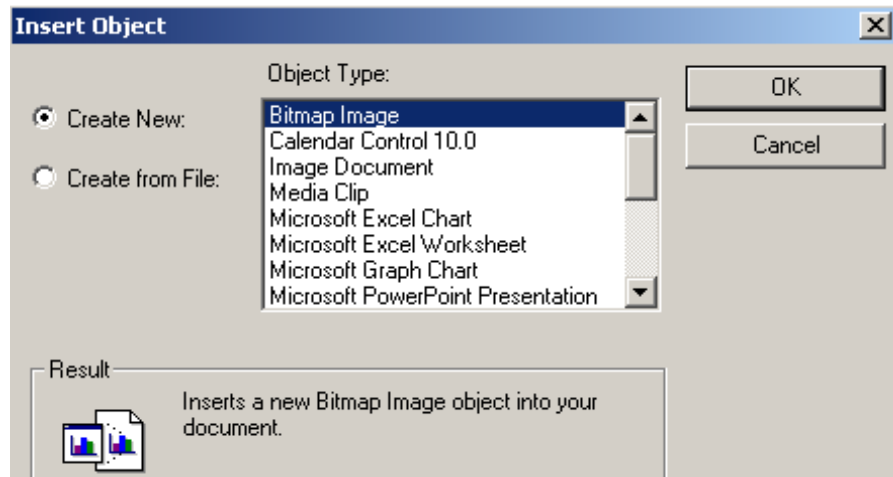 Insert Object
Object Type:
Create New:
Create from File:
Bitmap Image
Calendar Control 10.0
Image Document
Media Clip
Microsoft Excel Chart
Microsoft Excel Worksheet
Microsoft Graph Chart
Microsoft PowerPoint Presentation
OK
Cancel
Result
Inserts a new Bitmap Image object into your
document.